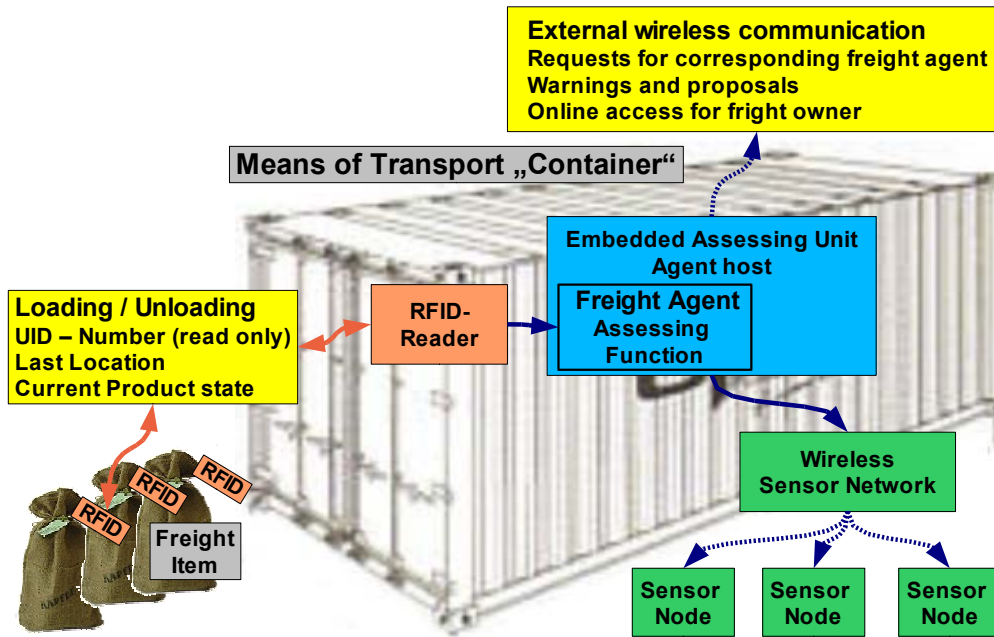 External wireless communication
Requests for corresponding freight agent
Warnings and proposals
Online access for fright owner
Means of Transport „Container“
Embedded Assessing Unit
Agent host
Freight Agent
Assessing
Function
Loading / Unloading
UID – Number (read only)
Last Location
Current Product state
RFID-
Reader
Wireless
Sensor Network
RFID
RFID
RFID
Freight
Item
Sensor
Node
Sensor
Node
Sensor
Node